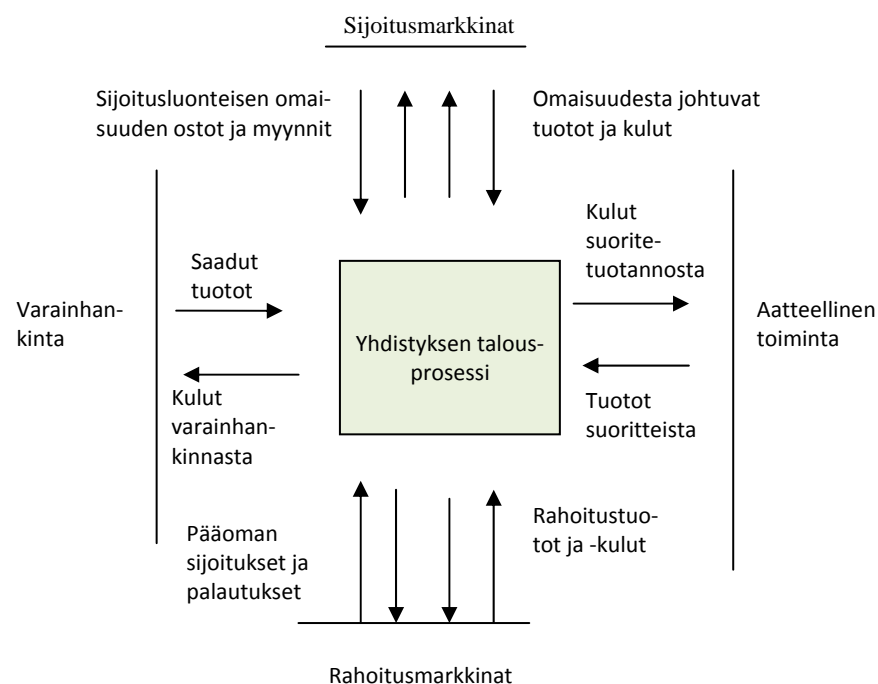 Sijoitusmarkkinat
Sijoitusluonteisen omai-
suuden ostot ja myynnit
Omaisuudesta johtuvat
tuotot ja kulut
Kulut
suorite-
tuotannosta
Saadut
tuotot
Varainhan-
kinta
Yhdistyksen talous-
prosessi
Aatteellinen
toiminta
Kulut
varainhan-
kinnasta
Tuotot
suoritteista
Pääoman
sijoitukset ja
palautukset
Rahoitustuo-
tot ja -kulut
Rahoitusmarkkinat